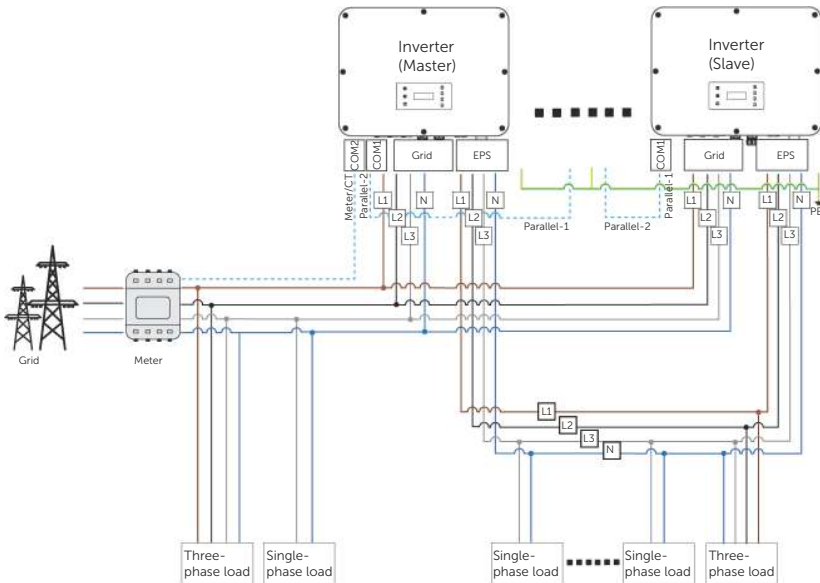 Inverter
(Master)
Inverter
(Slave)
COM2
COM1
Grid
EPS
COM1
Grid
EPS
Meter/CT
Parallel-2
L1
L2
L3
N
L1
L2
L3
N
Parallel-1
Parallel-2
Parallel-1
L1
L2
L3
N
L1
L2
L3
N
PE
Grid
Meter
L1
L2
L3
N
Three-
phase load
Single-
phase load
Single-
phase load
Single-
phase load
Three-
phase load